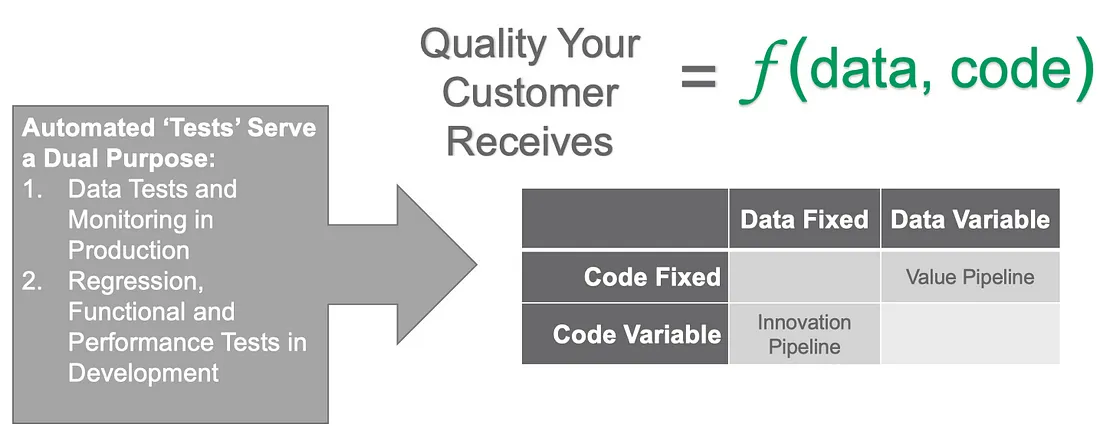 Quality Your
Customer
Receives
= f(data, code)
Automated ‘Tests’ Serve
a Dual Purpose:
1. Data Tests and
Monitoring in
Production
2. Regression,
Functional and
Performance Tests in
Development
Data Fixed Data Variable
Code Fixed Value Pipeline
Code Variable Innovation
Pipeline